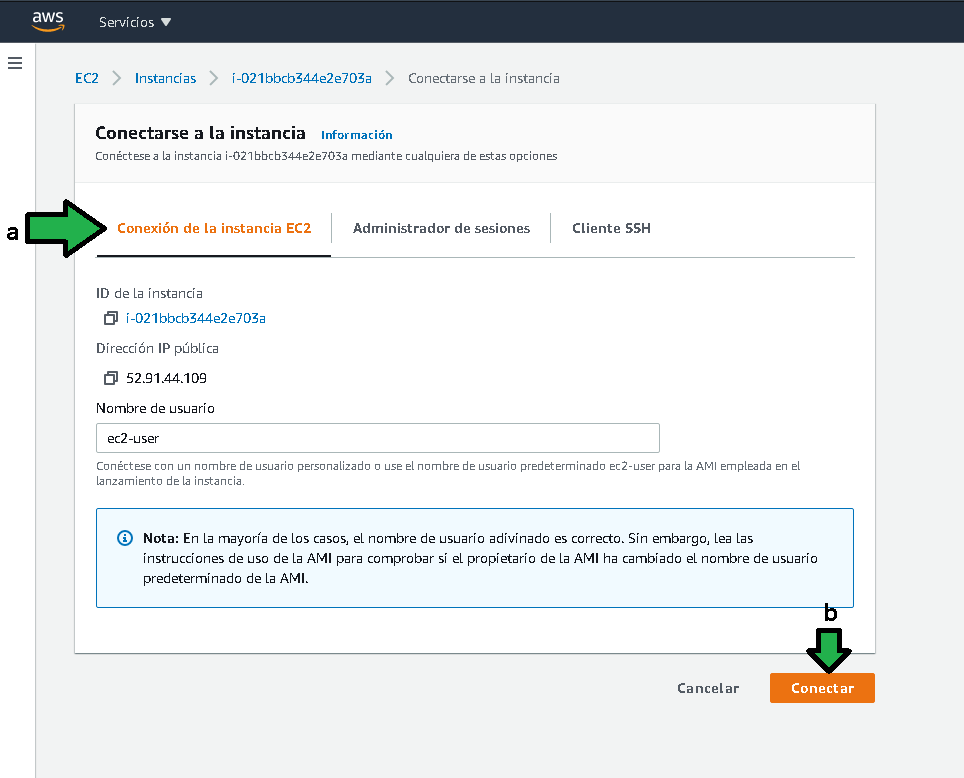 aws Servicios
EC2 Instancias i-021bbcb344e2e703a Conectarse a la instancia
Conectarse a la instancia Información
Conéctese a la instancia i-021bbcb344e2e703a mediante cualquiera de estas opciones
a Conexión de la instancia EC2 Administrador de sesiones Cliente SSH
ID de la instancia
i-021bbcb344e2e703a
Dirección IP pública
52.91.44.109
Nombre de usuario
ec2-user
Conéctese con un nombre de usuario personalizado o use el nombre de usuario predeterminado ec2-user para la AMI empleada en el
lanzamiento de la instancia.
Nota: En la mayoría de los casos, el nombre de usuario adivinado es correcto. Sin embargo, lea las
instrucciones de uso de la AMI para comprobar si el propietario de la AMI ha cambiado el nombre de usuario
predeterminado de la AMI.
b
Cancelar Conectar